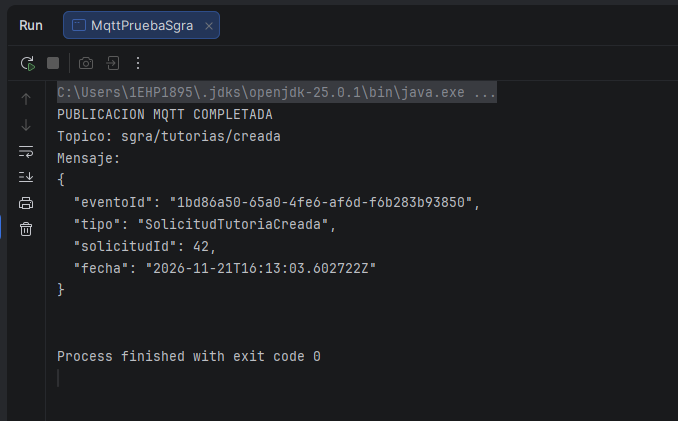 Run
MqttPruebaSgra
C:\Users\1EHP1895\.jdks\openjdk-25.0.1\bin\java.exe ...
PUBLICACION MQTT COMPLETADA
Topico: sgra/tutorias/creada
Mensaje:
{
  "eventoId": "1bd86a50-65a0-4fe6-af6d-f6b283b93850",
  "tipo": "SolicitudTutoriaCreada",
  "solicitudId": 42,
  "fecha": "2026-11-21T16:13:03.602722Z"
}
Process finished with exit code 0